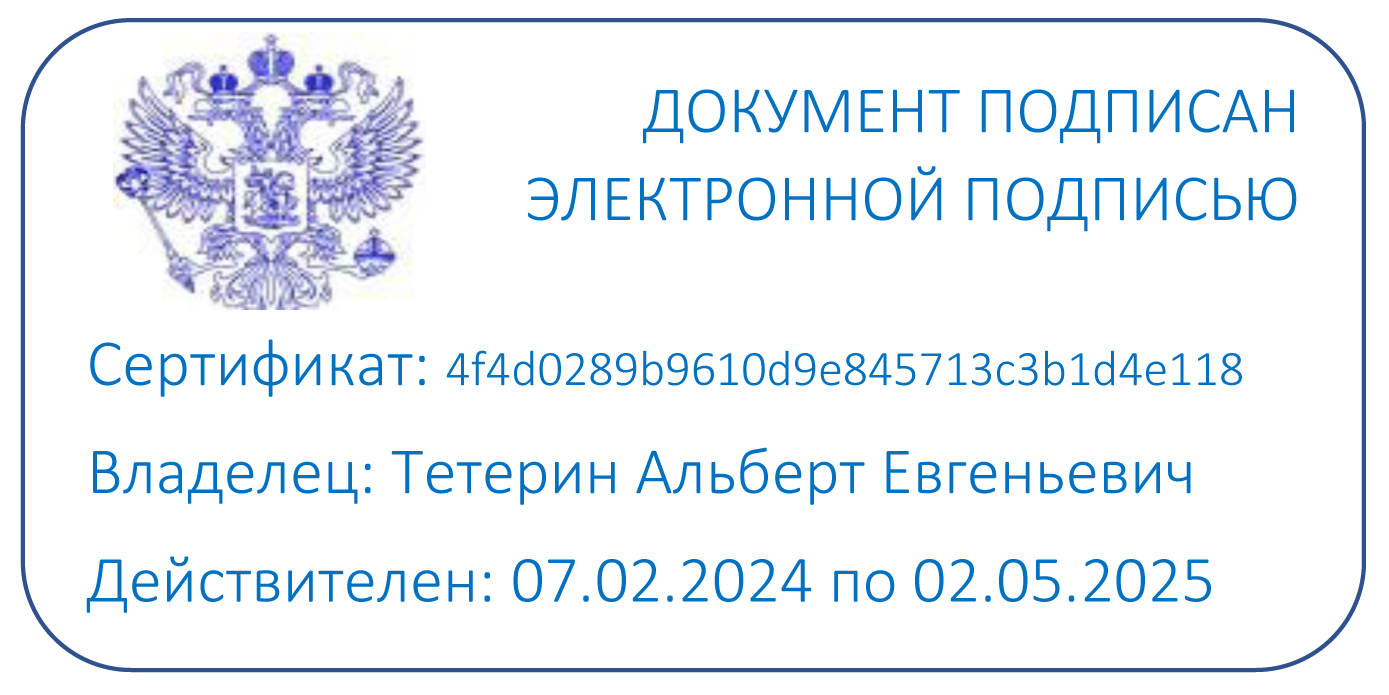 ДОКУМЕНТ ПОДПИСАН
ЭЛЕКТРОННОЙ ПОДПИСЬЮ
Сертификат: 4f4d0289b9610d9e845713c3b1d4e118
Владелец: Тетерин Альберт Евгеньевич
Действителен: 07.02.2024 по 02.05.2025